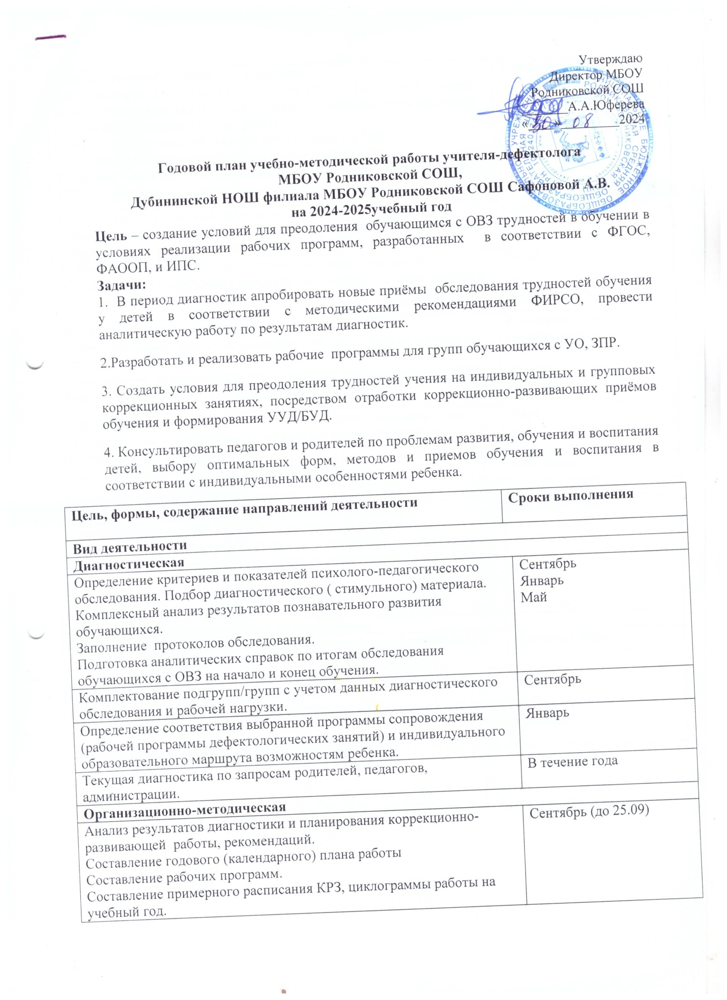 Утверждаю
Директор МБОУ
Родниковской СОШ
_______А.А.Юферева
«30» 08 2024
Годовой план учебно-методической работы учителя-дефектолога
МБОУ Родниковской СОШ,
Дубининской НОШ филиала МБОУ Родниковской СОШ Сафоновой А.В.
на 2024-2025учебный год
Цель – создание условий для преодоления обучающимся с ОВЗ трудностей в обучении в
условиях реализации рабочих программ, разработанных в соответствии с ФГОС,
ФАООП, и ИПС.
Задачи:
1. В период диагностик апробировать новые приёмы обследования трудностей обучения
у детей в соответствии с методическими рекомендациями ФИРСО, провести
аналитическую работу по результатам диагностик.
2.Разработать и реализовать рабочие программы для групп обучающихся с УО, ЗПР.
3. Создать условия для преодоления трудностей учения на индивидуальных и групповых
коррекционных занятиях, посредством отработки коррекционно-развивающих приёмов
обучения и формирования УУД/БУД.
4. Консультировать педагогов и родителей по проблемам развития, обучения и воспитания
детей, выбору оптимальных форм, методов и приемов обучения и воспитания в
соответствии с индивидуальными особенностями ребенка.
Цель, формы, содержание направлений деятельности
Сроки выполнения
Вид деятельности
Диагностическая
Определение критериев и показателей психолого-педагогического
обследования. Подбор диагностического ( стимульного) материала.
Комплексный анализ результатов познавательного развития
обучающихся.
Заполнение протоколов обследования.
Подготовка аналитических справок по итогам обследования
обучающихся с ОВЗ на начало и конец обучения.
Сентябрь
Январь
Май
Комплектование подгрупп/групп с учетом данных диагностического
обследования и рабочей нагрузки.
Сентябрь
Определение соответствия выбранной программы сопровождения
(рабочей программы дефектологических занятий) и индивидуального
образовательного маршрута возможностям ребенка.
Январь
Текущая диагностика по запросам родителей, педагогов,
администрации.
В течение года
Организационно-методическая
Анализ результатов диагностики и планирования коррекционно-
развивающей работы, рекомендаций.
Составление годового (календарного) плана работы
Составление рабочих программ.
Составление примерного расписания КРЗ, циклограммы работы на
учебный год.
Сентябрь (до 25.09)